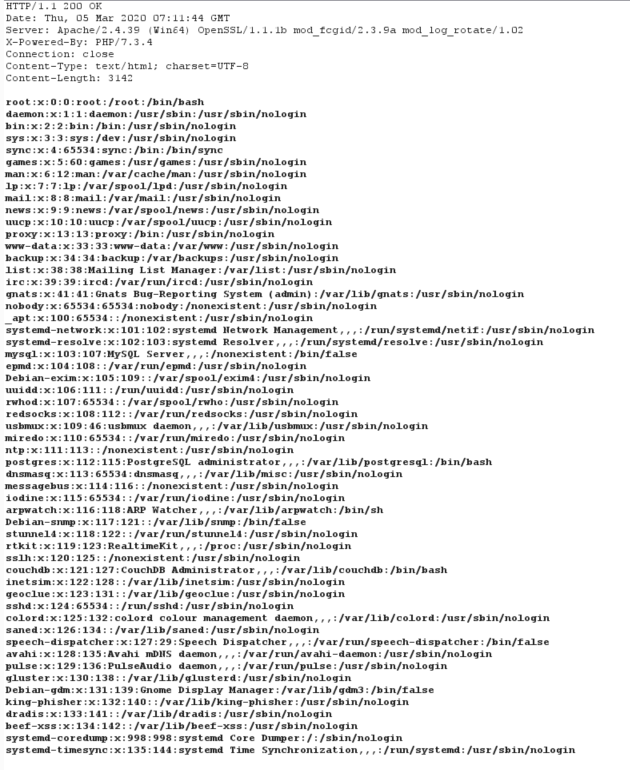 HTTP/1.1 200 OK
Date: Thu, 05 Mar 2020 07:11:44 GMT
Server: Apache/2.4.39 (Win64) OpenSSL/1.1.1b mod_fcgid/2.3.9a mod_log_rotate/1.02
X-Powered-By: PHP/7.3.4
Connection: close
Content-Type: text/html; charset=UTF-8
Content-Length: 3142

root:x:0:0:root:/root:/bin/bash
daemon:x:1:1:daemon:/usr/sbin:/usr/sbin/nologin
bin:x:2:2:bin:/bin:/usr/sbin/nologin
sys:x:3:3:sys:/dev:/usr/sbin/nologin
sync:x:4:65534:sync:/bin:/bin/sync
games:x:5:60:games:/usr/games:/usr/sbin/nologin
man:x:6:12:man:/var/cache/man:/usr/sbin/nologin
lp:x:7:7:lp:/var/spool/lpd:/usr/sbin/nologin
mail:x:8:8:mail:/var/mail:/usr/sbin/nologin
news:x:9:9:news:/var/spool/news:/usr/sbin/nologin
uucp:x:10:10:uucp:/var/spool/uucp:/usr/sbin/nologin
proxy:x:13:13:proxy:/bin:/usr/sbin/nologin
www-data:x:33:33:www-data:/var/www:/usr/sbin/nologin
backup:x:34:34:backup:/var/backups:/usr/sbin/nologin
list:x:38:38:Mailing List Manager:/var/list:/usr/sbin/nologin
irc:x:39:39:ircd:/var/run/ircd:/usr/sbin/nologin
gnats:x:41:41:Gnats Bug-Reporting System (admin):/var/lib/gnats:/usr/sbin/nologin
nobody:x:65534:65534:nobody:/nonexistent:/usr/sbin/nologin
_apt:x:100:65534::/nonexistent:/usr/sbin/nologin
systemd-network:x:101:102:systemd Network Management,,,:/run/systemd/netif:/usr/sbin/nologin
systemd-resolve:x:102:103:systemd Resolver,,,:/run/systemd/resolve:/usr/sbin/nologin
mysql:x:103:107:MySQL Server,,,:/nonexistent:/bin/false
epmd:x:104:108::/var/run/epmd:/usr/sbin/nologin
Debian-exim:x:105:109::/var/spool/exim4:/usr/sbin/nologin
uuidd:x:106:111::/run/uuidd:/usr/sbin/nologin
rwhod:x:107:65534::/var/spool/rwho:/usr/sbin/nologin
redsocks:x:108:112::/var/run/redsocks:/usr/sbin/nologin
usbmux:x:109:46:usbmux daemon,,,:/var/lib/usbmux:/usr/sbin/nologin
miredo:x:110:65534::/var/run/miredo:/usr/sbin/nologin
ntp:x:111:113::/nonexistent:/usr/sbin/nologin
postgres:x:112:115:PostgreSQL administrator,,,:/var/lib/postgresql:/bin/bash
dnsmasq:x:113:65534:dnsmasq,,,:/var/lib/misc:/usr/sbin/nologin
messagebus:x:114:116::/nonexistent:/usr/sbin/nologin
iodine:x:115:65534::/var/run/iodine:/usr/sbin/nologin
arpwatch:x:116:118:ARP Watcher,,,:/var/lib/arpwatch:/bin/sh
Debian-snmp:x:117:121::/var/lib/snmp:/bin/false
stunnel4:x:118:122::/var/run/stunnel4:/usr/sbin/nologin
rtkit:x:119:123:RealtimeKit,,,:/proc:/usr/sbin/nologin
sslh:x:120:125::/nonexistent:/usr/sbin/nologin
couchdb:x:121:127:CouchDB Administrator,,,:/var/lib/couchdb:/bin/bash
inetsim:x:122:128::/var/lib/inetsim:/usr/sbin/nologin
geoclue:x:123:131::/var/lib/geoclue:/usr/sbin/nologin
sshd:x:124:65534::/run/sshd:/usr/sbin/nologin
colord:x:125:132:colord colour management daemon,,,:/var/lib/colord:/usr/sbin/nologin
saned:x:126:134::/var/lib/saned:/usr/sbin/nologin
speech-dispatcher:x:127:29:Speech Dispatcher,,,:/var/run/speech-dispatcher:/bin/false
avahi:x:128:135:Avahi mDNS daemon,,,:/var/run/avahi-daemon:/usr/sbin/nologin
pulse:x:129:136:PulseAudio daemon,,,:/var/run/pulse:/usr/sbin/nologin
gluster:x:130:138::/var/lib/glusterd:/usr/sbin/nologin
Debian-gdm:x:131:139:Gnome Display Manager:/var/lib/gdm3:/bin/false
king-phisher:x:132:140::/var/lib/king-phisher:/usr/sbin/nologin
dradis:x:133:141::/var/lib/dradis:/usr/sbin/nologin
beef-xss:x:134:142::/var/lib/beef-xss:/usr/sbin/nologin
systemd-coredump:x:998:998:systemd Core Dumper:/:/sbin/nologin
systemd-timesync:x:135:144:systemd Time Synchronization,,,:/run/systemd:/usr/sbin/nologin